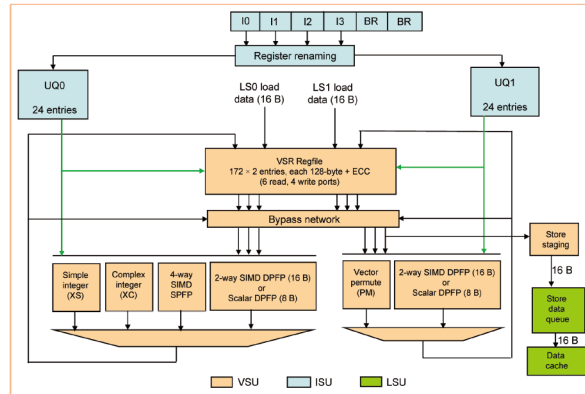 I0 I1 I2 I3 BR BR
Register renaming
UQ0
24 entries
UQ1
24 entries
LS0 load
data (16 B)
LS1 load
data (16 B)
VSR Regfile
172 × 2 entries, each 128-byte + ECC
(6 read, 4 write ports)
Bypass network
Store
staging
Simple
integer
(XS)
Complex
integer
(XC)
4-way
SIMD
SPFP
2-way SIMD DPFP (16 B)
or
Scalar DPFP (8 B)
Vector
permute
(PM)
2-way SIMD DPFP (16 B)
or
Scalar DPFP (8 B)
16 B
Store
data
queue
16 B
Data
cache
VSU
ISU
LSU